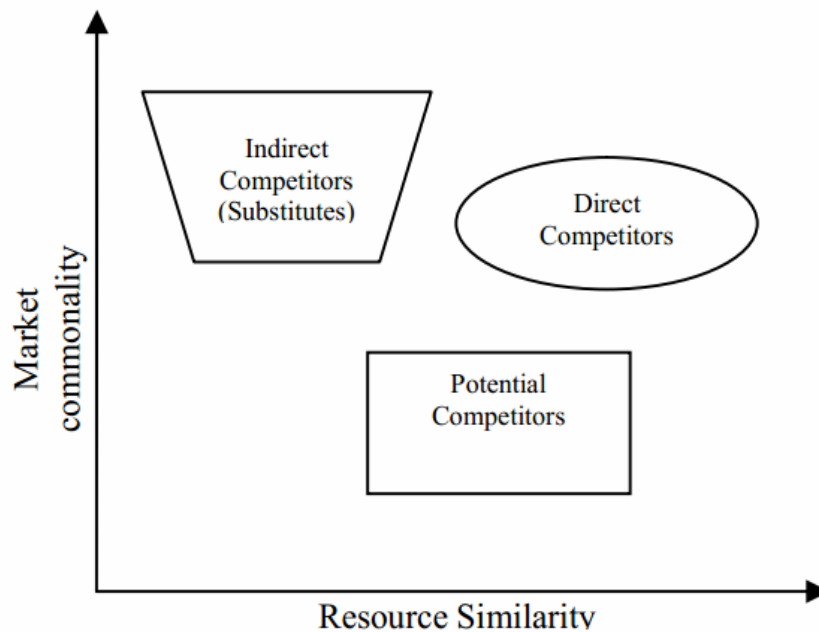 Indirect
Competitors
(Substitutes)
Direct
Competitors
Potential
Competitors
Market
commonality
Resource Similarity